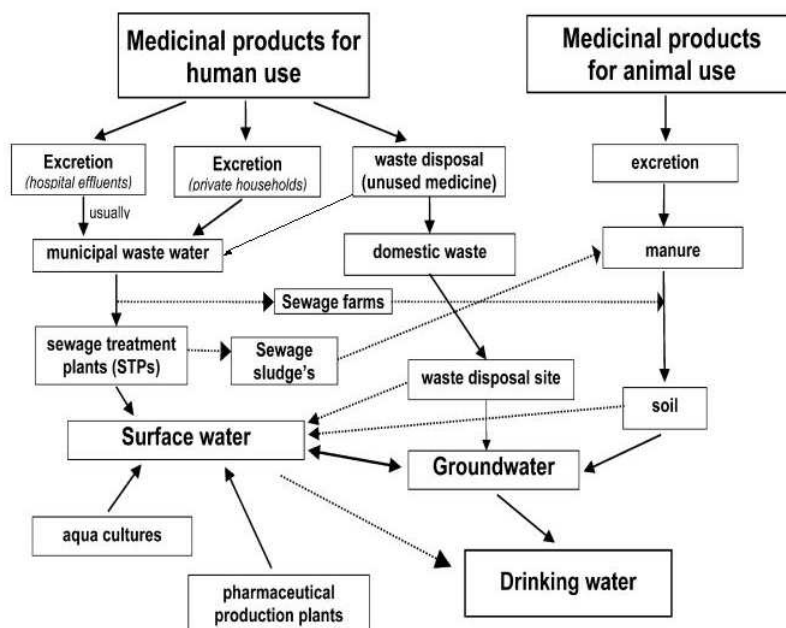 Medicinal products for
human use
Medicinal products
for animal use
Excretion
(hospital effluents)
Excretion
(private households)
waste disposal
(unused medicine)
excretion
usually
municipal waste water
domestic waste
manure
Sewage farms
sewage treatment
plants (STPs)
Sewage
sludge's
waste disposal site
soil
Surface water
Groundwater
aqua cultures
Drinking water
pharmaceutical
production plants